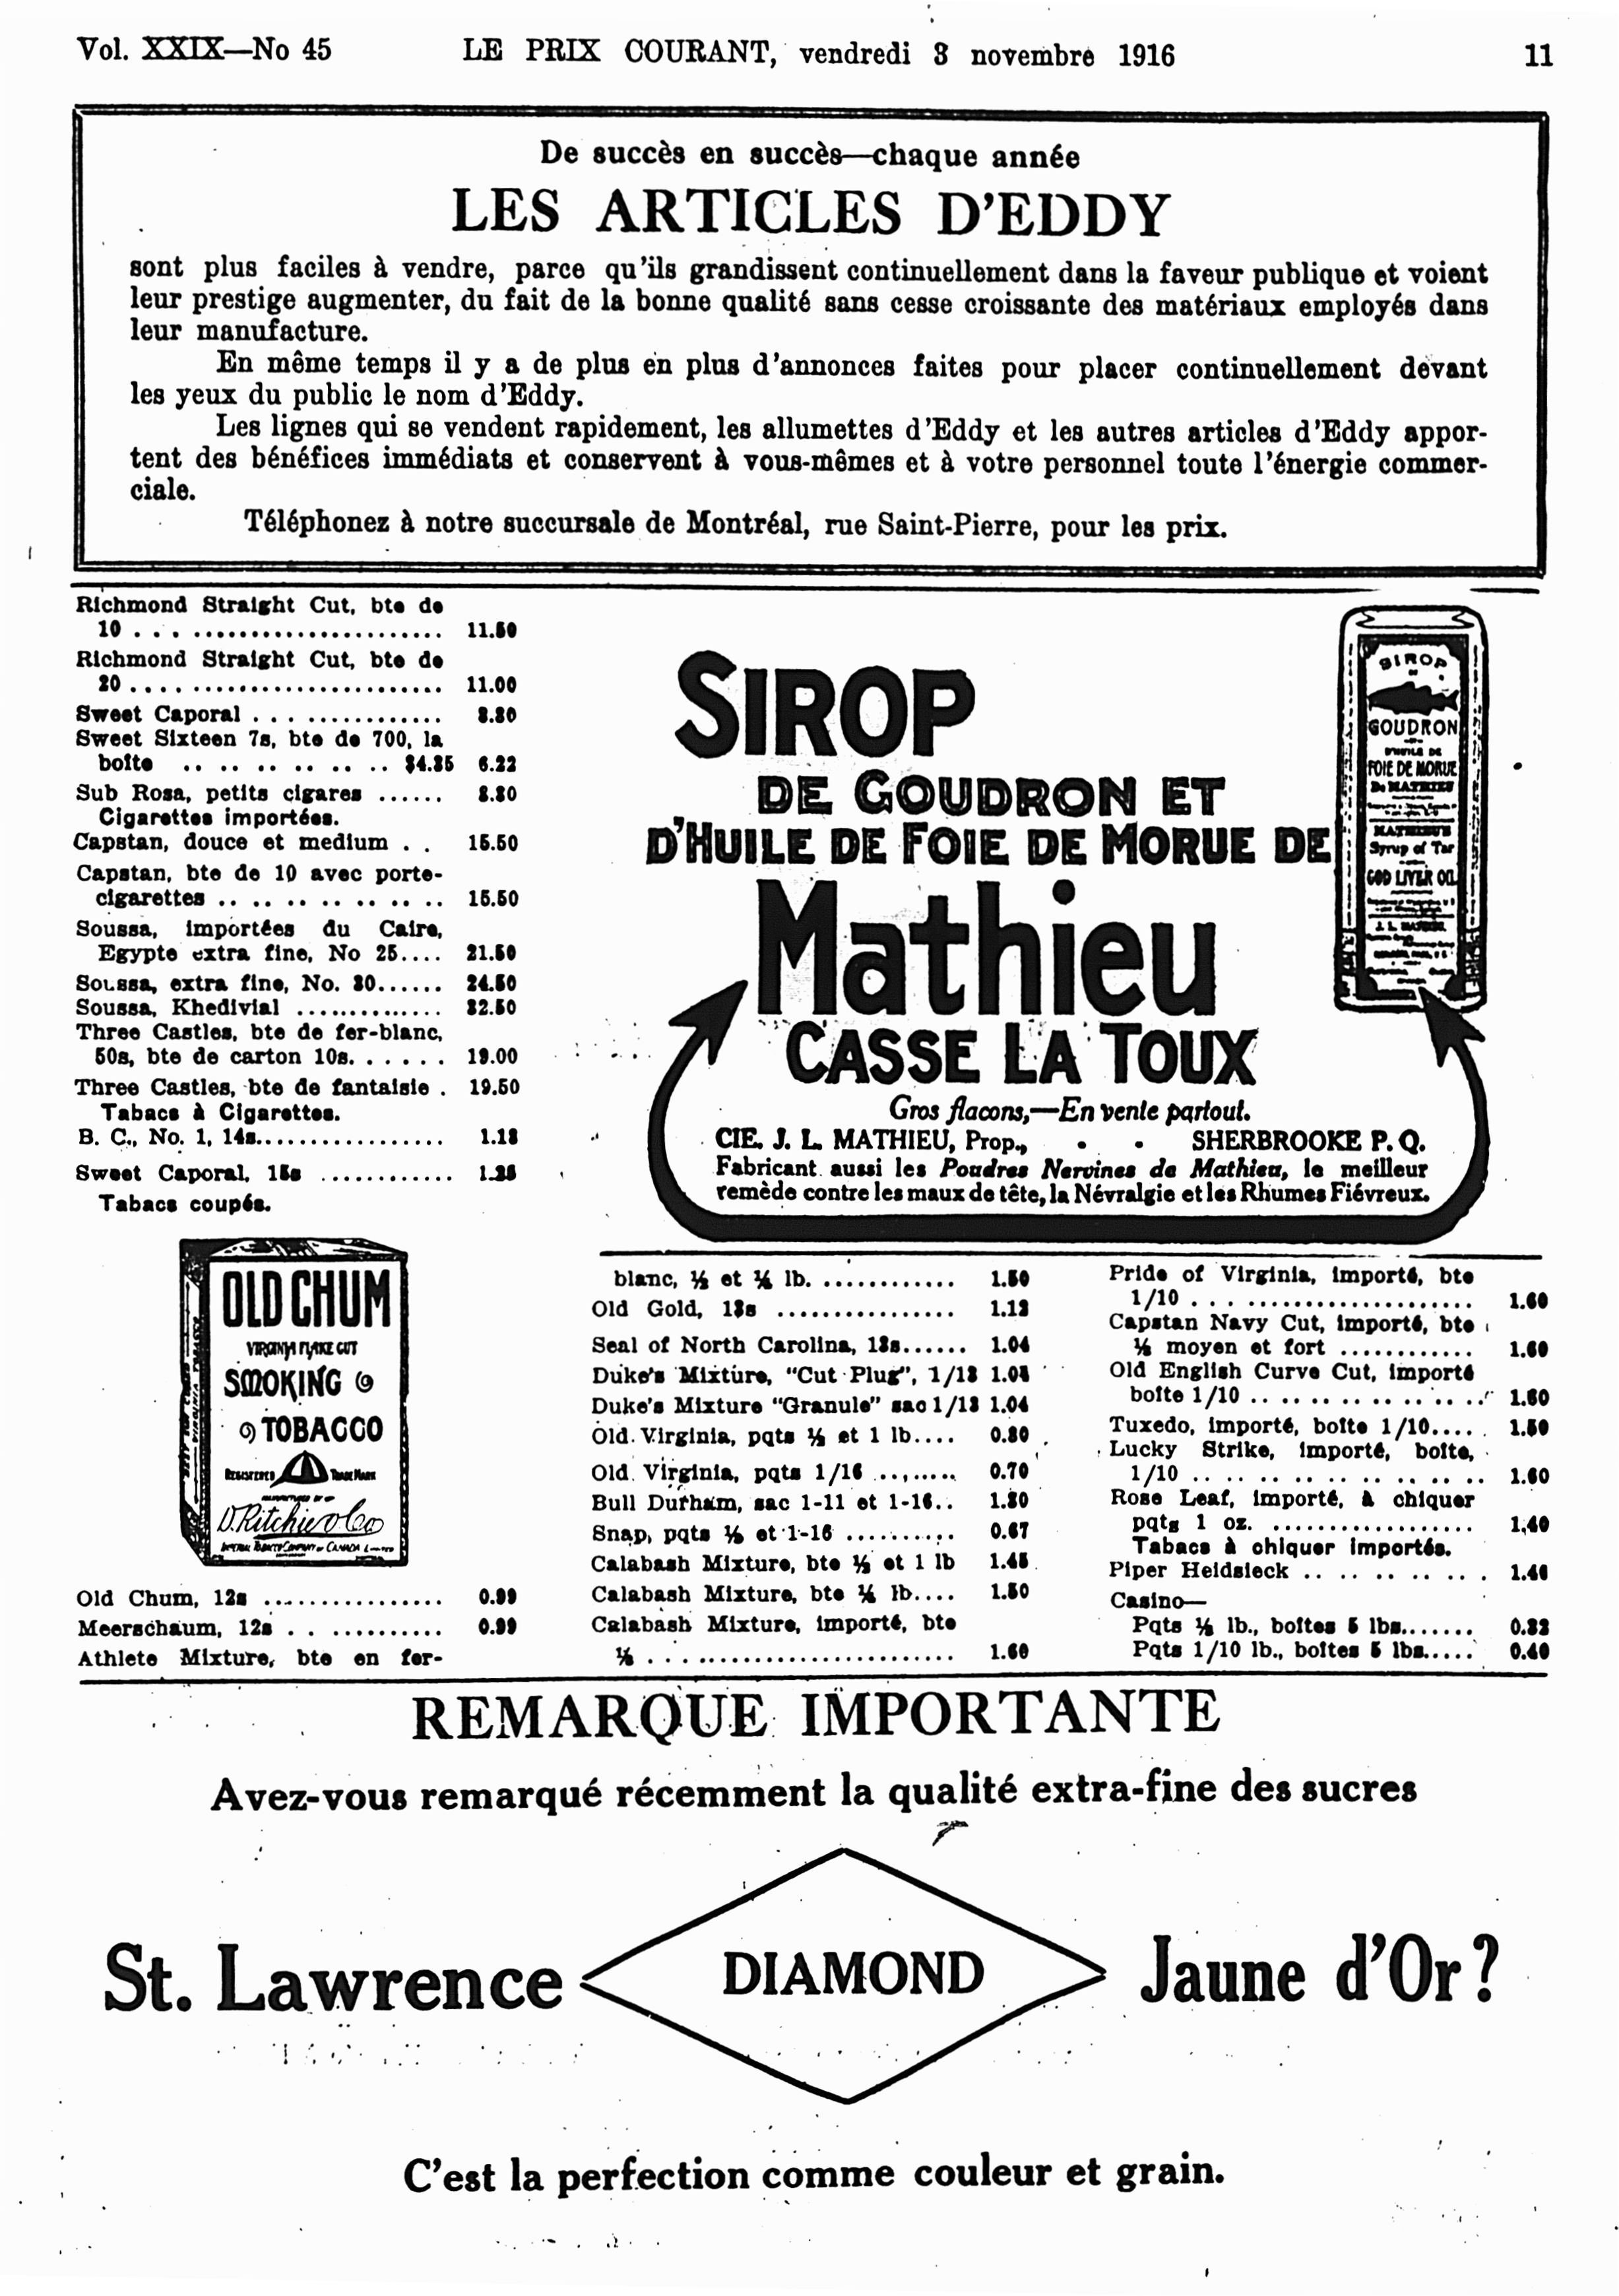 Vol. XXIX—No 45 LE PRIX COURANT, vendredi 3 novembre 1916 11
De succès en succès—chaque année
LES ARTICLES D'EDDY
sont plus faciles à vendre, parce qu'ils grandissent continuellement dans la faveur publique et voient
leur prestige augmenter, du fait de la bonne qualité sans cesse croissante des matériaux employés dans
leur manufacture.
En même temps il y a de plus en plus d'annonces faites pour placer continuellement devant
les yeux du public le nom d'Eddy.
Les lignes qui se vendent rapidement, les allumettes d'Eddy et les autres articles d'Eddy appor-
tent des bénéfices immédiats et conservent à vous-mêmes et à votre personnel toute l'énergie commer-
ciale.
Téléphonez à notre succursale de Montréal, rue Saint-Pierre, pour les prix.
Richmond Straight Cut, bte de
10 . . . ...................... 11.50
Richmond Straight Cut, bte de
20 . . . . ...................... 11.00
Sweet Caporal . . . ............. 8.80
Sweet Sixteen 7s, bte de 700, la
boîte .. .. .. .. .. .. $4.35 6.22
Sub Rosa, petits cigares ...... 8.80
Cigarettes importées.
Capstan, douce et medium . . 15.50
Capstan, bte de 10 avec porte-
cigarettes .. .. .. .. .. .. .. 15.50
Soussa, importées du Caire,
Egypte extra fine, No 25.... 21.50
Soussa, extra fine, No. 30...... 24.50
Soussa, Khedivial ............. 32.50
Three Castles, bte de fer-blanc,
50s, bte de carton 10s. . . . . . 19.00
Three Castles, bte de fantaisie . 19.50
Tabacs à Cigarettes.
B. C., No. 1, 14s................ 1.18
Sweet Caporal, 15s ............
Tabacs coupés.
OLD CHUM
VIRGINIA FLAKE CUT
SMOKING
TOBACCO
REGISTERED TRADE MARK
MANUFACTURED BY
D. Ritchie & Co
IMPERIAL TOBACCO COMPANY OF CANADA
Old Chum, 12s ................. 0.99
Meerschaum, 12s . . .......... 0.99
Athlete Mixture, bte en fer-
SIROP
DE GOUDRON ET
D'HUILE DE FOIE DE MORUE DE
Mathieu
CASSE LA TOUX
Gros flacons,—En vente partout.
CIE. J. L. MATHIEU, Prop., - - SHERBROOKE P. Q.
Fabricant aussi les Poudres Nervines de Mathieu, le meilleur
remède contre les maux de tête, la Névralgie et les Rhumes Fiévreux.
SIROP
DE
GOUDRON
D'HUILE DE
FOIE DE MORUE
De MATHIEU
MATHIEU'S
Syrup of Tar
COD LIVER OIL
J. L. MATHIEU
blanc, ½ et ¼ lb. ............ 1.50
Old Gold, 13s ................ 1.12
Seal of North Carolina, 13s...... 1.04
Duke's Mixture, "Cut Plug", 1/13
Duke's Mixture "Granule" sac 1/13 1.04
Old Virginia, pqts ½ et 1 lb.... 0.80
Old Virginia, pqts 1/16 ......... 0.70
Bull Durham, sac 1-11 et 1-16.. 1.30
Snap, pqts ½ et 1-16 .......... 0.67
Calabash Mixture, bte ½ et 1 lb 1.45
Calabash Mixture, bte ¼ lb.... 1.50
Calabash Mixture, importé, bte
⅛ . . . ......................... 1.60
Pride of Virginia, importé, bte
1/10 . . . ..................... 1.60
Capstan Navy Cut, importé, bte
⅛ moyen et fort ............ 1.60
Old English Curve Cut, importé
boîte 1/10 .. .. .. .. .. .. .. 1.60
Tuxedo, importé, boîte 1/10.... 1.50
Lucky Strike, importé, boîte,
1/10 .. .. .. .. .. .. .. .. .. 1.60
Rose Leaf, importé, à chiquer
pqts 1 oz. .................. 1.40
Tabacs à chiquer importés.
Piper Heidsieck .. .. .. .. .. . 1.40
Casino—
Pqts ⅛ lb., boîtes 5 lbs....... 0.32
Pqts 1/10 lb., boîtes 5 lbs..... 0.40
REMARQUE IMPORTANTE
Avez-vous remarqué récemment la qualité extra-fine des sucres
St. Lawrence DIAMOND Jaune d'Or?
C'est la perfection comme couleur et grain.